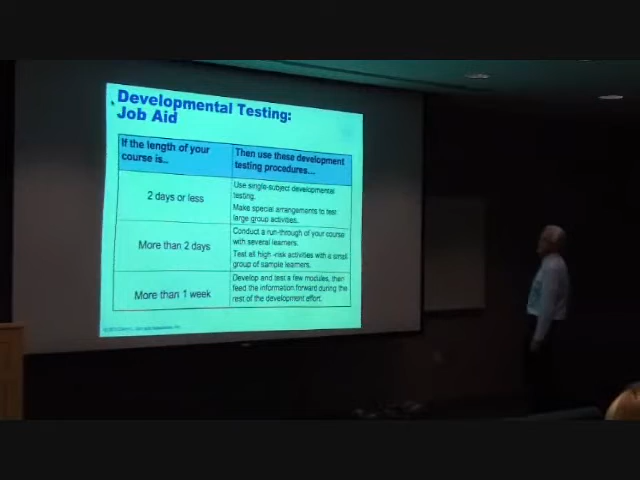 Developmental Testing:
Job Aid
If the length of your
course is...
Then use these development
testing procedures...
2 days or less
Use single-subject developmental
testing.
Make special arrangements to test
large group activities.
More than 2 days
Conduct a run-through of your course
with several learners.
Test all high-risk activities with a small
group of sample learners.
More than 1 week
Develop and test a few modules, then
feed the information forward during the
rest of the development effort.